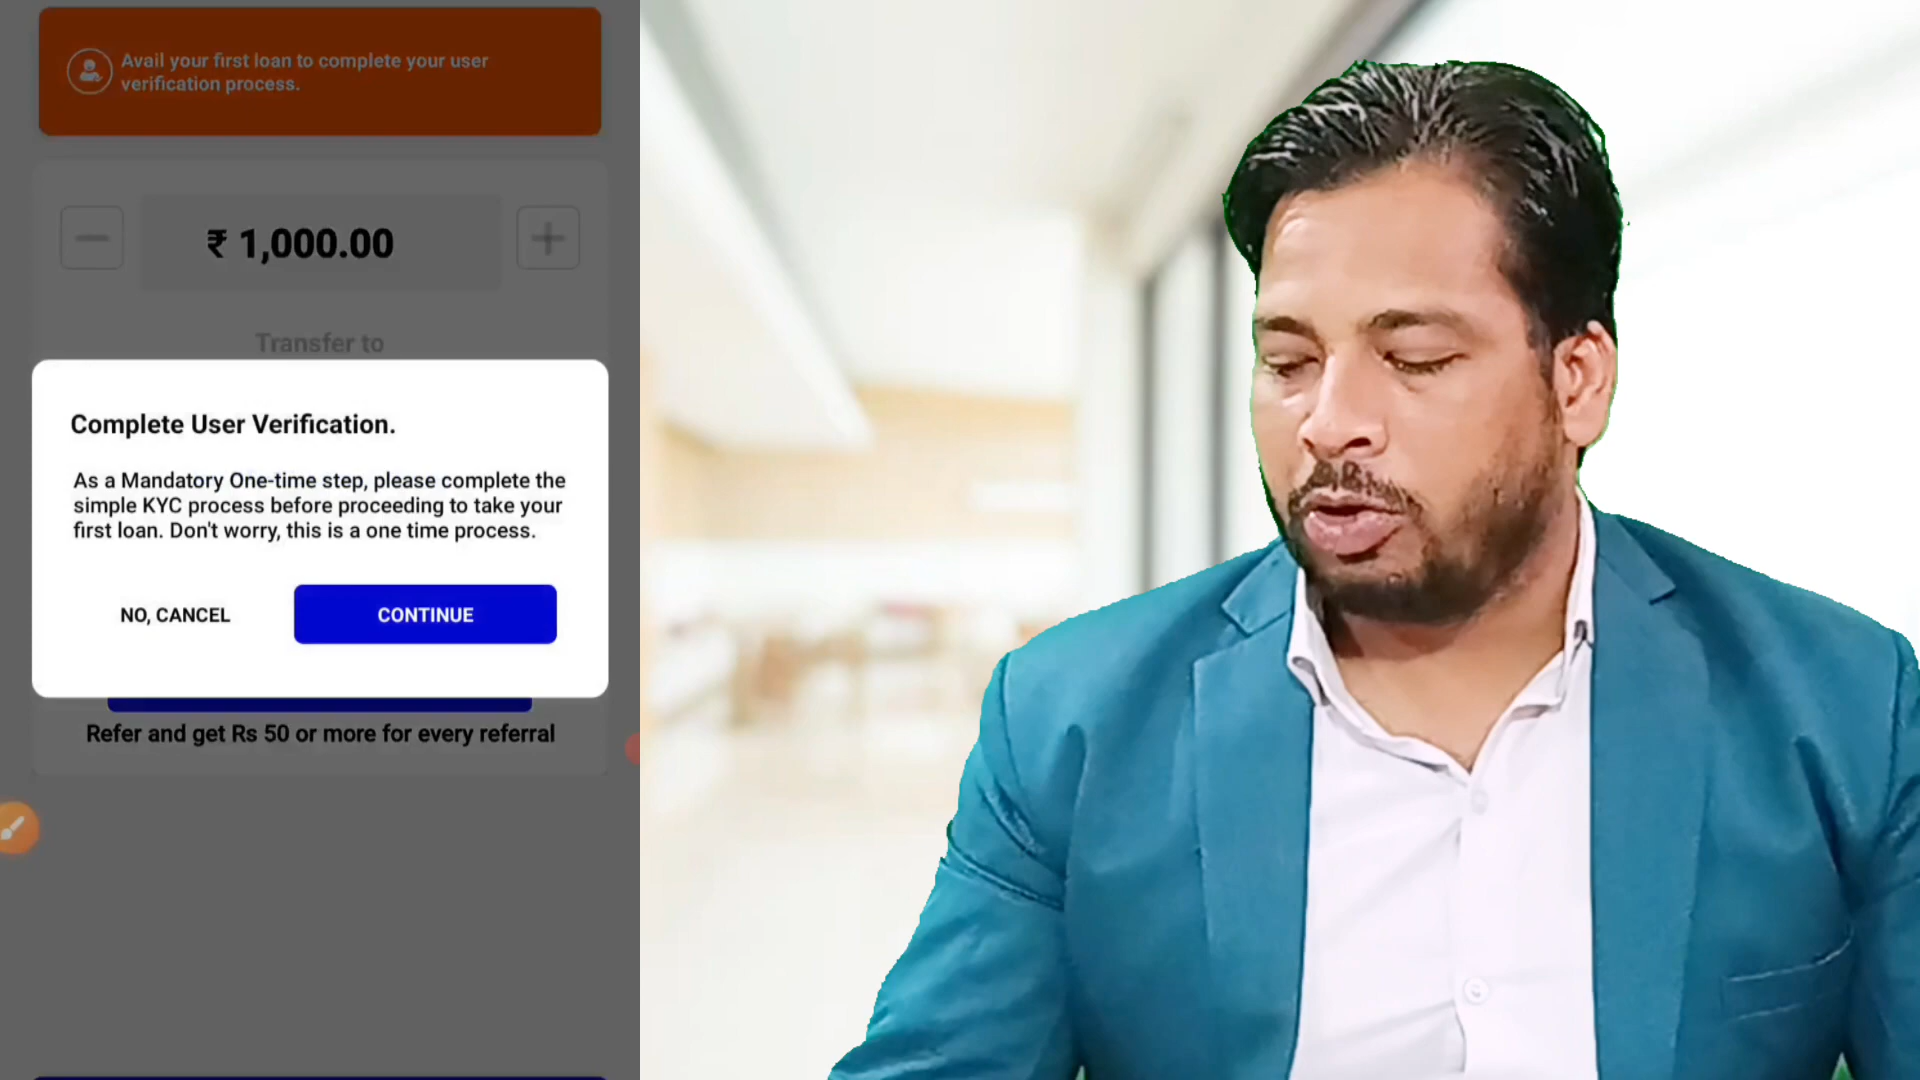 Avail your first loan to complete your user
verification process.
₹ 1,000.00
Transfer to
Complete User Verification.
As a Mandatory One-time step, please complete the
simple KYC process before proceeding to take your
first loan. Don't worry, this is a one time process.
NO, CANCEL
CONTINUE
Refer and get Rs 50 or more for every referral